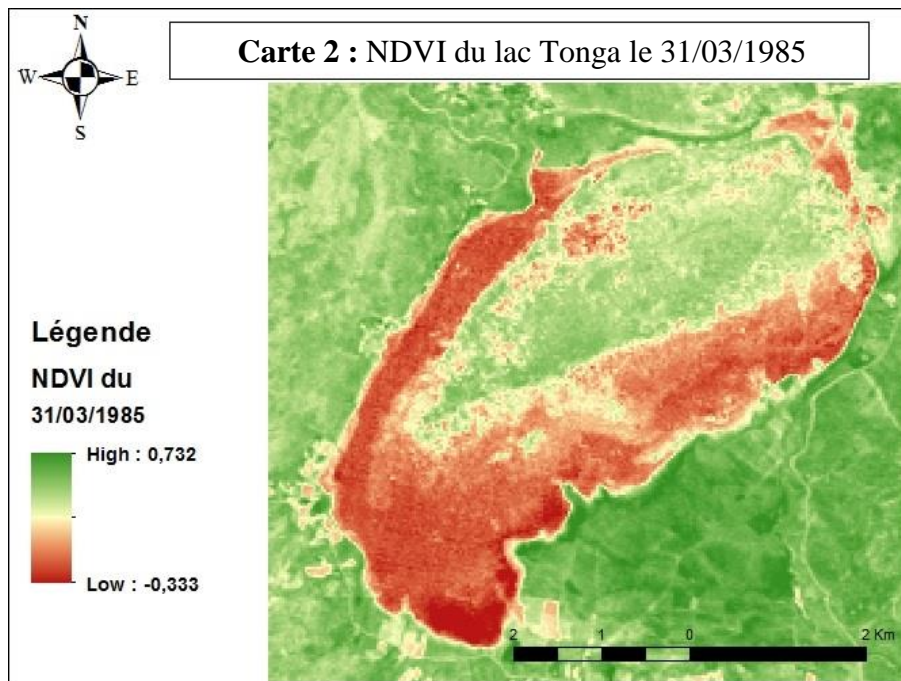 N
Carte 2 : NDVI du lac Tonga le 31/03/1985
W E
S
Légende
NDVI du
31/03/1985
High : 0,732
Low : -0,333
2 1 0 2 Km